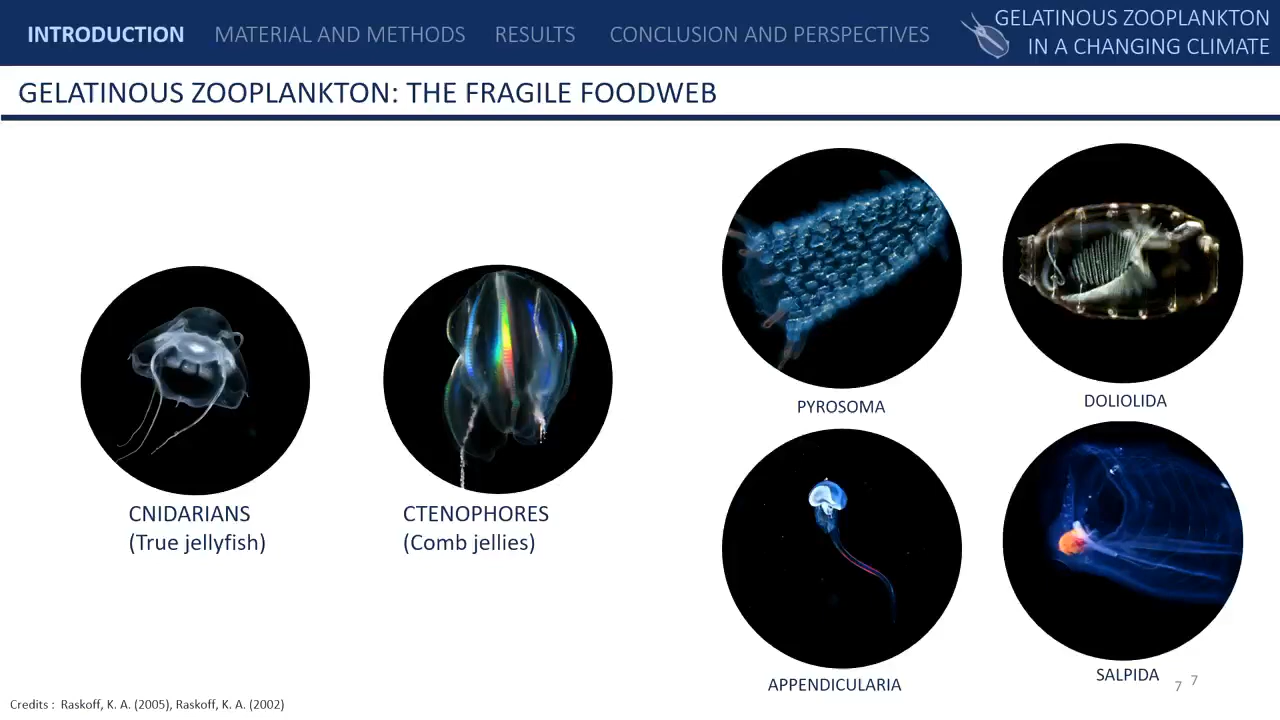 INTRODUCTION MATERIAL AND METHODS RESULTS CONCLUSION AND PERSPECTIVES
GELATINOUS ZOOPLANKTON
IN A CHANGING CLIMATE
GELATINOUS ZOOPLANKTON: THE FRAGILE FOODWEB
CNIDARIANS
(True jellyfish)
CTENOPHORES
(Comb jellies)
PYROSOMA
DOLIOLIDA
APPENDICULARIA
SALPIDA
7 7
Credits : Raskoff, K. A. (2005), Raskoff, K. A. (2002)